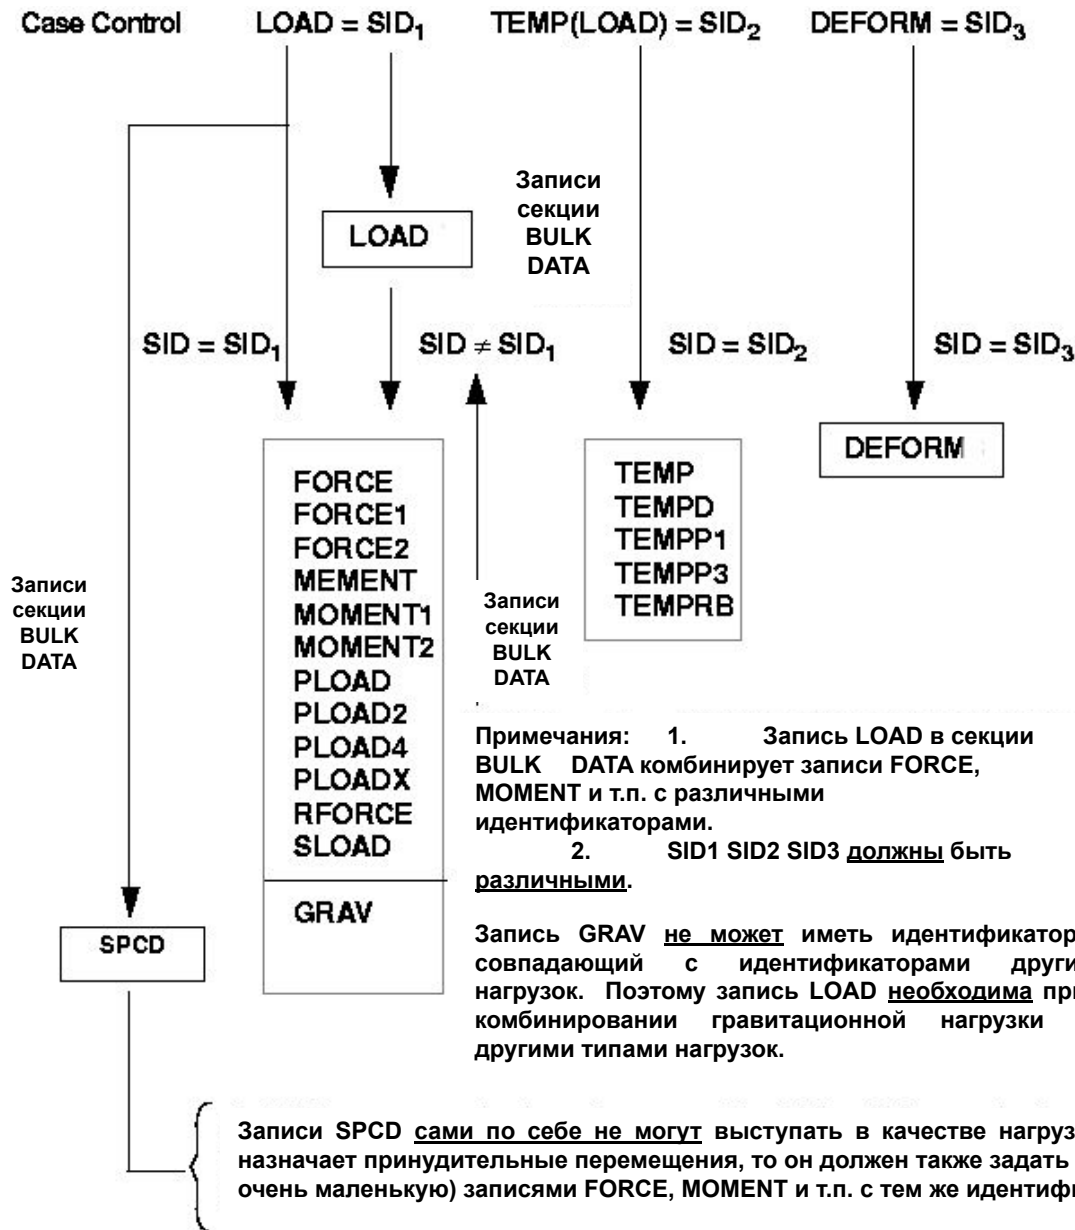 Case Control LOAD = SID1 TEMP(LOAD) = SID2 DEFORM = SID3
Записи
секции
BULK
DATA
LOAD
SID = SID1 SID ≠ SID1 SID = SID2 SID = SID3
FORCE
FORCE1
FORCE2
MEMENT
MOMENT1
MOMENT2
PLOAD
PLOAD2
PLOAD4
PLOADX
RFORCE
SLOAD
GRAV
TEMP
TEMPD
TEMPP1
TEMPP3
TEMPRB
DEFORM
Записи
секции
BULK
DATA
Записи
секции
BULK
DATA
SPCD
Примечания: 1. Запись LOAD в секции
BULK DATA комбинирует записи FORCE,
MOMENT и т.п. с различными
идентификаторами.
2. SID1 SID2 SID3 должны быть
различными.
Запись GRAV не может иметь идентификатор
совпадающий с идентификаторами други
нагрузок. Поэтому запись LOAD необходима при
комбинировании гравитационной нагрузки
другими типами нагрузок.
Записи SPCD сами по себе не могут выступать в качестве нагруз
назначает принудительные перемещения, то он должен также задать
очень маленькую) записями FORCE, MOMENT и т.п. с тем же идентиф